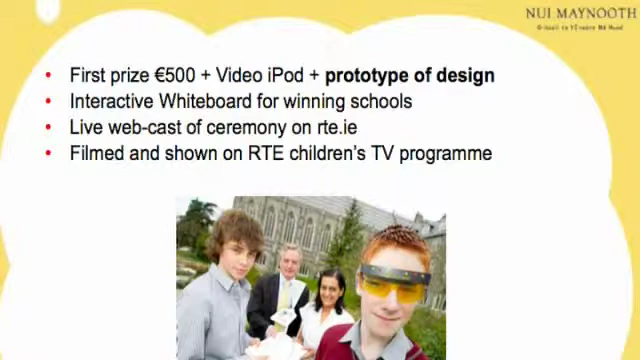 NUI MAYNOOTH
• First prize €500 + Video iPod + prototype of design
• Interactive Whiteboard for winning schools
• Live web-cast of ceremony on rte.ie
• Filmed and shown on RTE children's TV programme